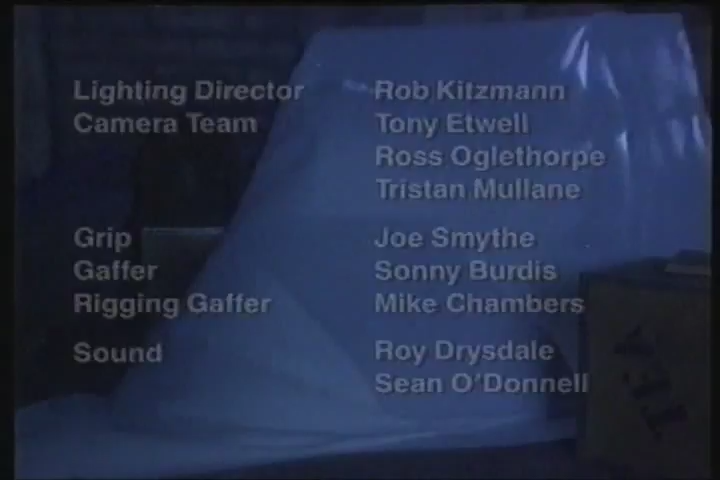 Lighting Director Rob Kitzmann
Camera Team Tony Etwell
Ross Oglethorpe
Tristan Mullane
Grip Joe Smythe
Gaffer Sonny Burdis
Rigging Gaffer Mike Chambers
Sound Roy Drysdale
Sean O'Donnell
TEA